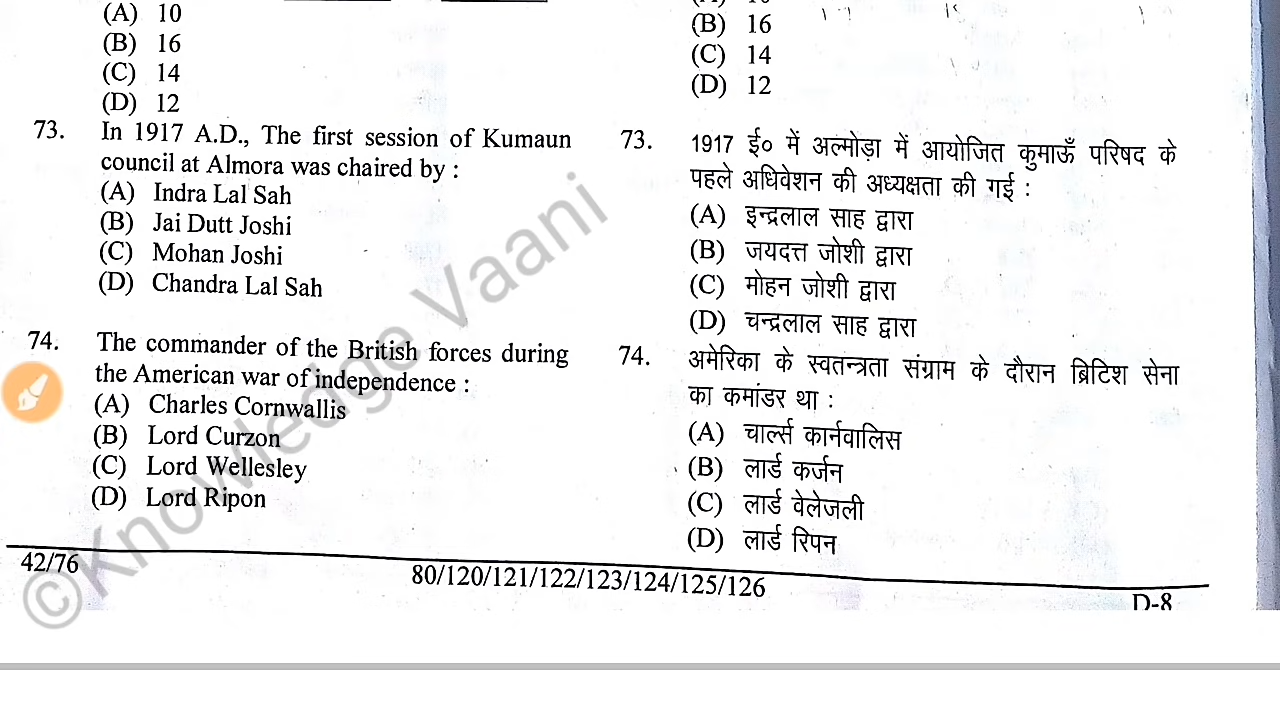 (A) 10
(B) 16
(C) 14
(D) 12
73. In 1917 A.D., The first session of Kumaun
council at Almora was chaired by :
(A) Indra Lal Sah
(B) Jai Dutt Joshi
(C) Mohan Joshi
(D) Chandra Lal Sah
74. The commander of the British forces during
the American war of independence :
(A) Charles Cornwallis
(B) Lord Curzon
(C) Lord Wellesley
(D) Lord Ripon
(B) 16
(C) 14
(D) 12
73. 1917 ई० में अल्मोड़ा में आयोजित कुमाऊँ परिषद के
पहले अधिवेशन की अध्यक्षता की गई :
(A) इन्द्रलाल साह द्वारा
(B) जयदत्त जोशी द्वारा
(C) मोहन जोशी द्वारा
(D) चन्द्रलाल साह द्वारा
74. अमेरिका के स्वतन्त्रता संग्राम के दौरान ब्रिटिश सेना
का कमांडर था :
(A) चार्ल्स कार्नवालिस
(B) लार्ड कर्जन
(C) लार्ड वेलेजली
(D) लार्ड रिपन
42/76
80/120/121/122/123/124/125/126
D-8
©Knowledge Vaani